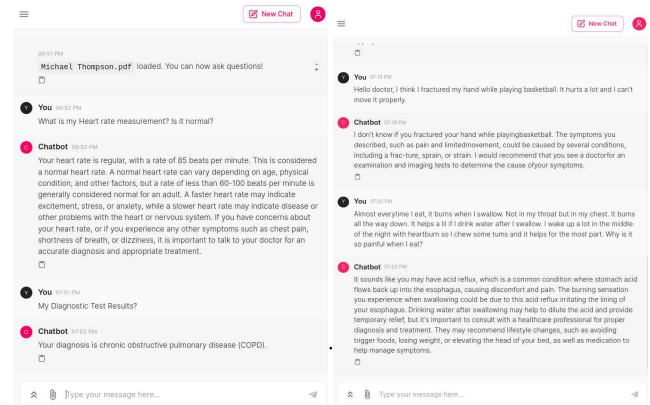 New Chat
06:51 PM
Michael Thompson.pdf loaded. You can now ask questions!
You 06:52 PM
What is my Heart rate measurement? Is it normal?
Chatbot 06:52 PM
Your heart rate is regular, with a rate of 85 beats per minute. This is considered
a normal heart rate. A normal heart rate can vary depending on age, physical
condition, and other factors, but a rate of less than 60-100 beats per minute is
generally considered normal for an adult. A faster heart rate may indicate
excitement, stress, or anxiety, while a slower heart rate may indicate disease or
other problems with the heart or nervous system. If you have concerns about
your heart rate, or if you experience any other symptoms such as chest pain,
shortness of breath, or dizziness, it is important to talk to your doctor for an
accurate diagnosis and appropriate treatment.
You 07:01 PM
My Diagnostic Test Results?
Chatbot 07:02 PM
Your diagnosis is chronic obstructive pulmonary disease (COPD).
Type your message here...
New Chat
You 07:19 PM
Hello doctor, I think I fractured my hand while playing basketball. It hurts a lot and I can't
move it properly.
Chatbot 07:19 PM
I don't know if you fractured your hand while playingbasketball. The symptoms you
described, such as pain and limitedmovement, could be caused by several conditions,
including a frac-ture, sprain, or strain. I would recommend that you see a doctorfor an
examination and imaging tests to determine the cause ofyour symptoms.
You 07:20 PM
Almost everytime I eat, it burns when I swallow. Not in my throat but in my chest. It burns
all the way down. It helps a lil if I drink water after I swallow. I wake up a lot in the middle
of the night with heartburn so I chew some tums and it helps for the most part. Why is it
so painful when I eat?
Chatbot 07:20 PM
It sounds like you may have acid reflux, which is a common condition where stomach acid
flows back up into the esophagus, causing discomfort and pain. The burning sensation
you experience when swallowing could be due to this acid reflux irritating the lining of
your esophagus. Drinking water after swallowing may help to dilute the acid and provide
temporary relief, but it's important to consult with a healthcare professional for proper
diagnosis and treatment. They may recommend lifestyle changes, such as avoiding
trigger foods, losing weight, or elevating the head of your bed, as well as medication to
help manage symptoms.
Type your message here...